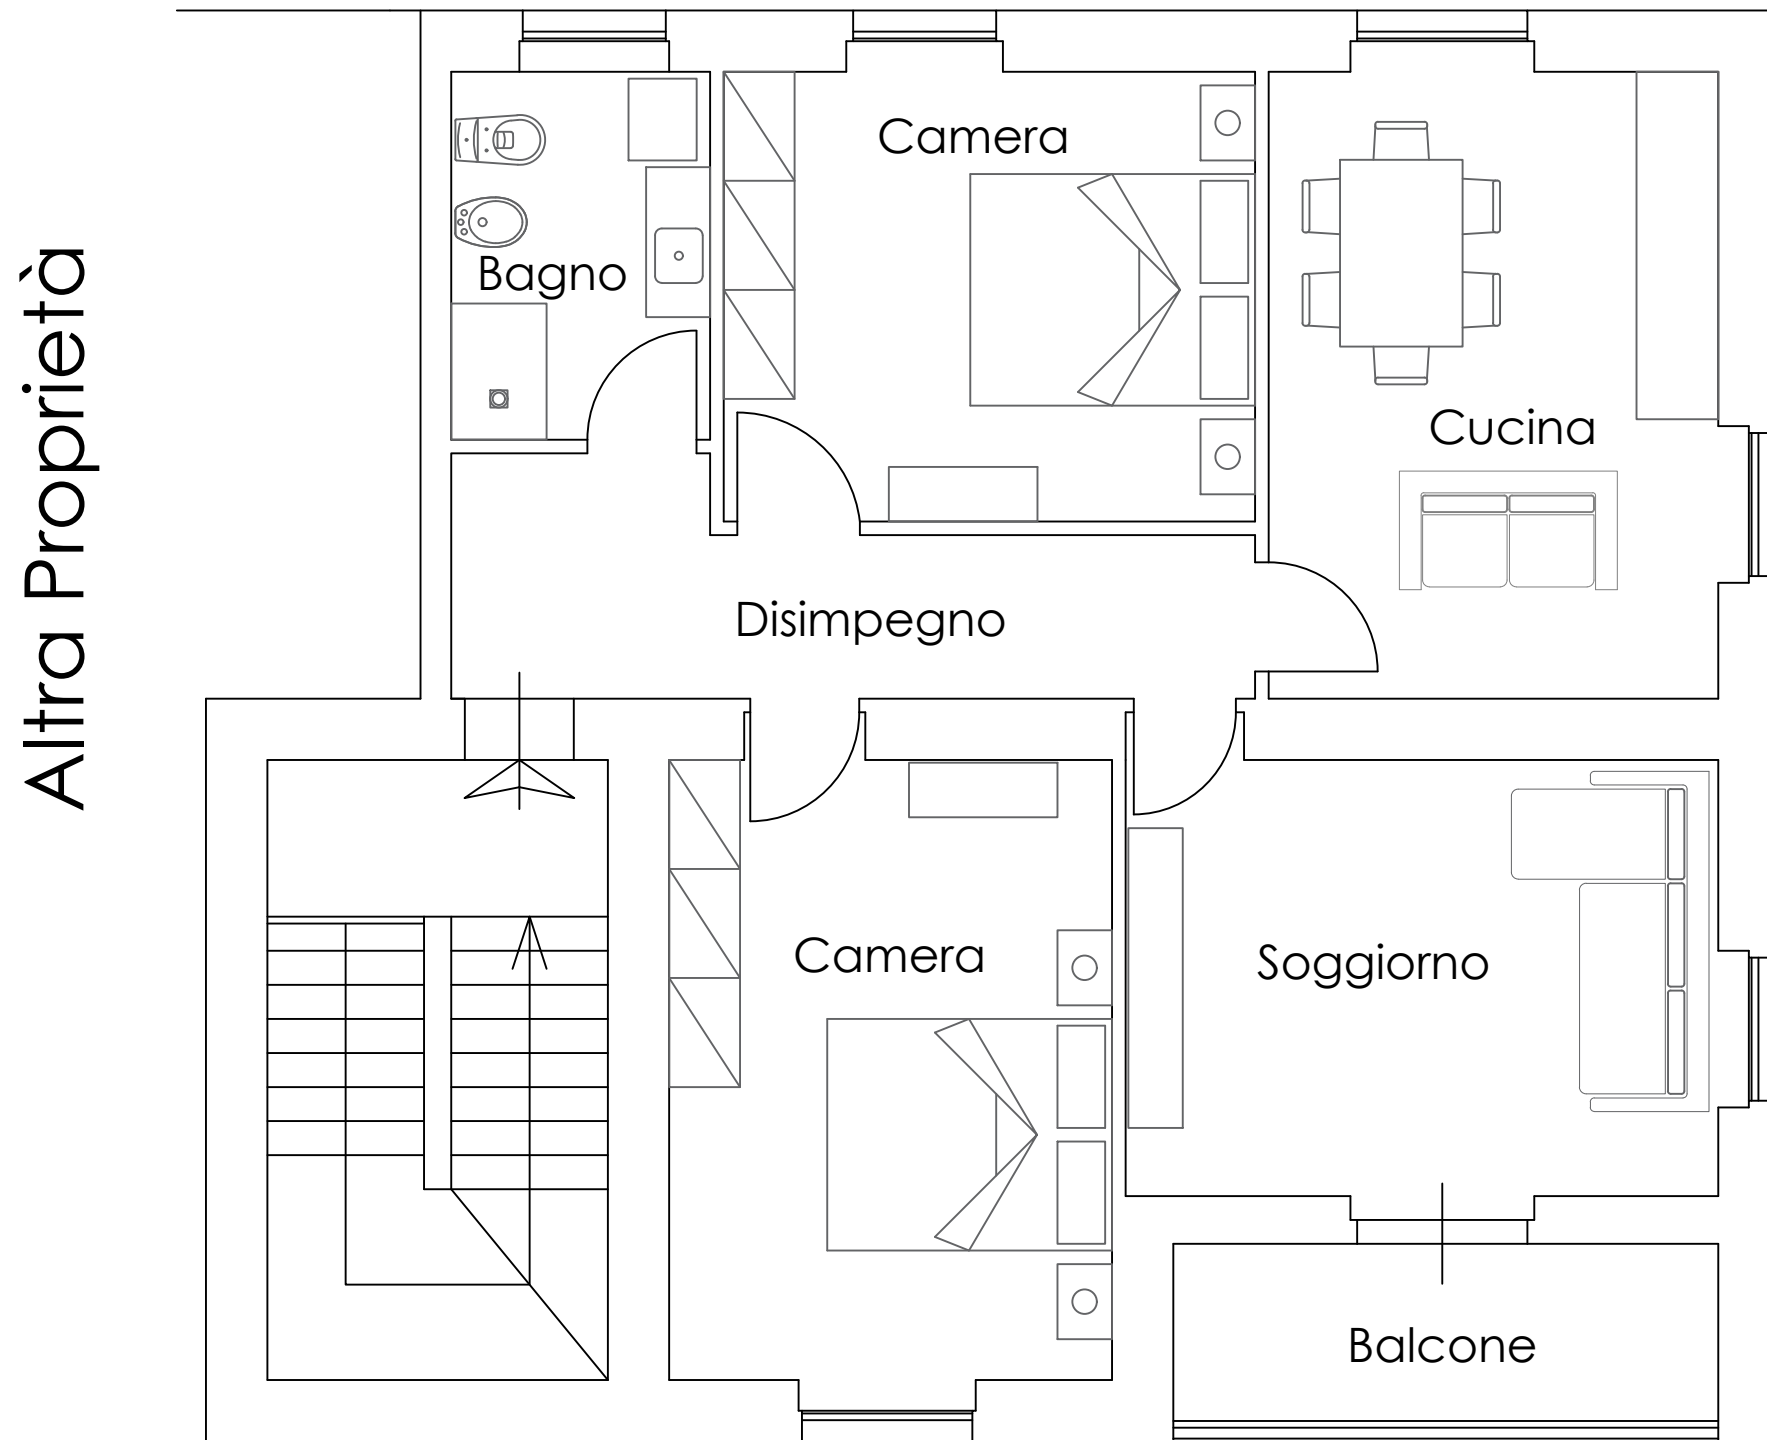 Altra Proprietà
Camera
Bagno
Cucina
Disimpegno
Camera
Soggiorno
Balcone